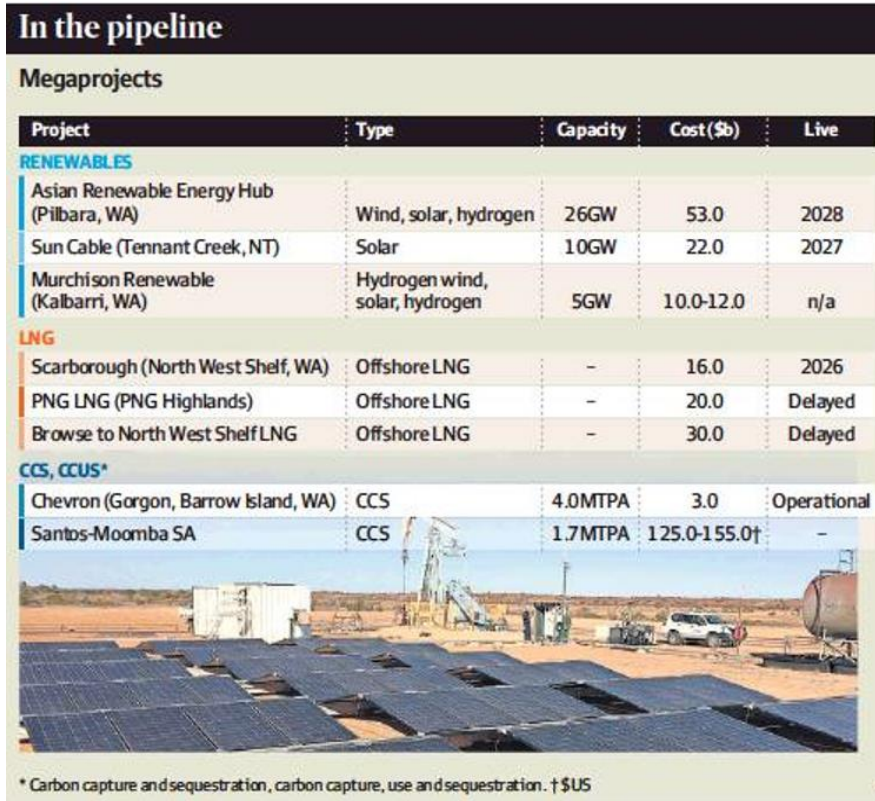 In the pipeline
Megaprojects
Project Type Capacity Cost($b) Live
RENEWABLES
Asian Renewable Energy Hub
(Pilbara, WA) Wind, solar, hydrogen 26GW 53.0 2028
Sun Cable (Tennant Creek, NT) Solar 10GW 22.0 2027
Murchison Renewable Hydrogen wind,
(Kalbarri, WA) solar, hydrogen 5GW 10.0-12.0 n/a
LNG
Scarborough (North West Shelf, WA) Offshore LNG – 16.0 2026
PNG LNG (PNG Highlands) Offshore LNG – 20.0 Delayed
Browse to North West Shelf LNG Offshore LNG – 30.0 Delayed
CCS, CCUS*
Chevron (Gorgon, Barrow Island, WA) CCS 4.0MTPA 3.0 Operational
Santos-Moomba SA CCS 1.7MTPA 125.0-155.0† –
* Carbon capture and sequestration, carbon capture, use and sequestration. † $US